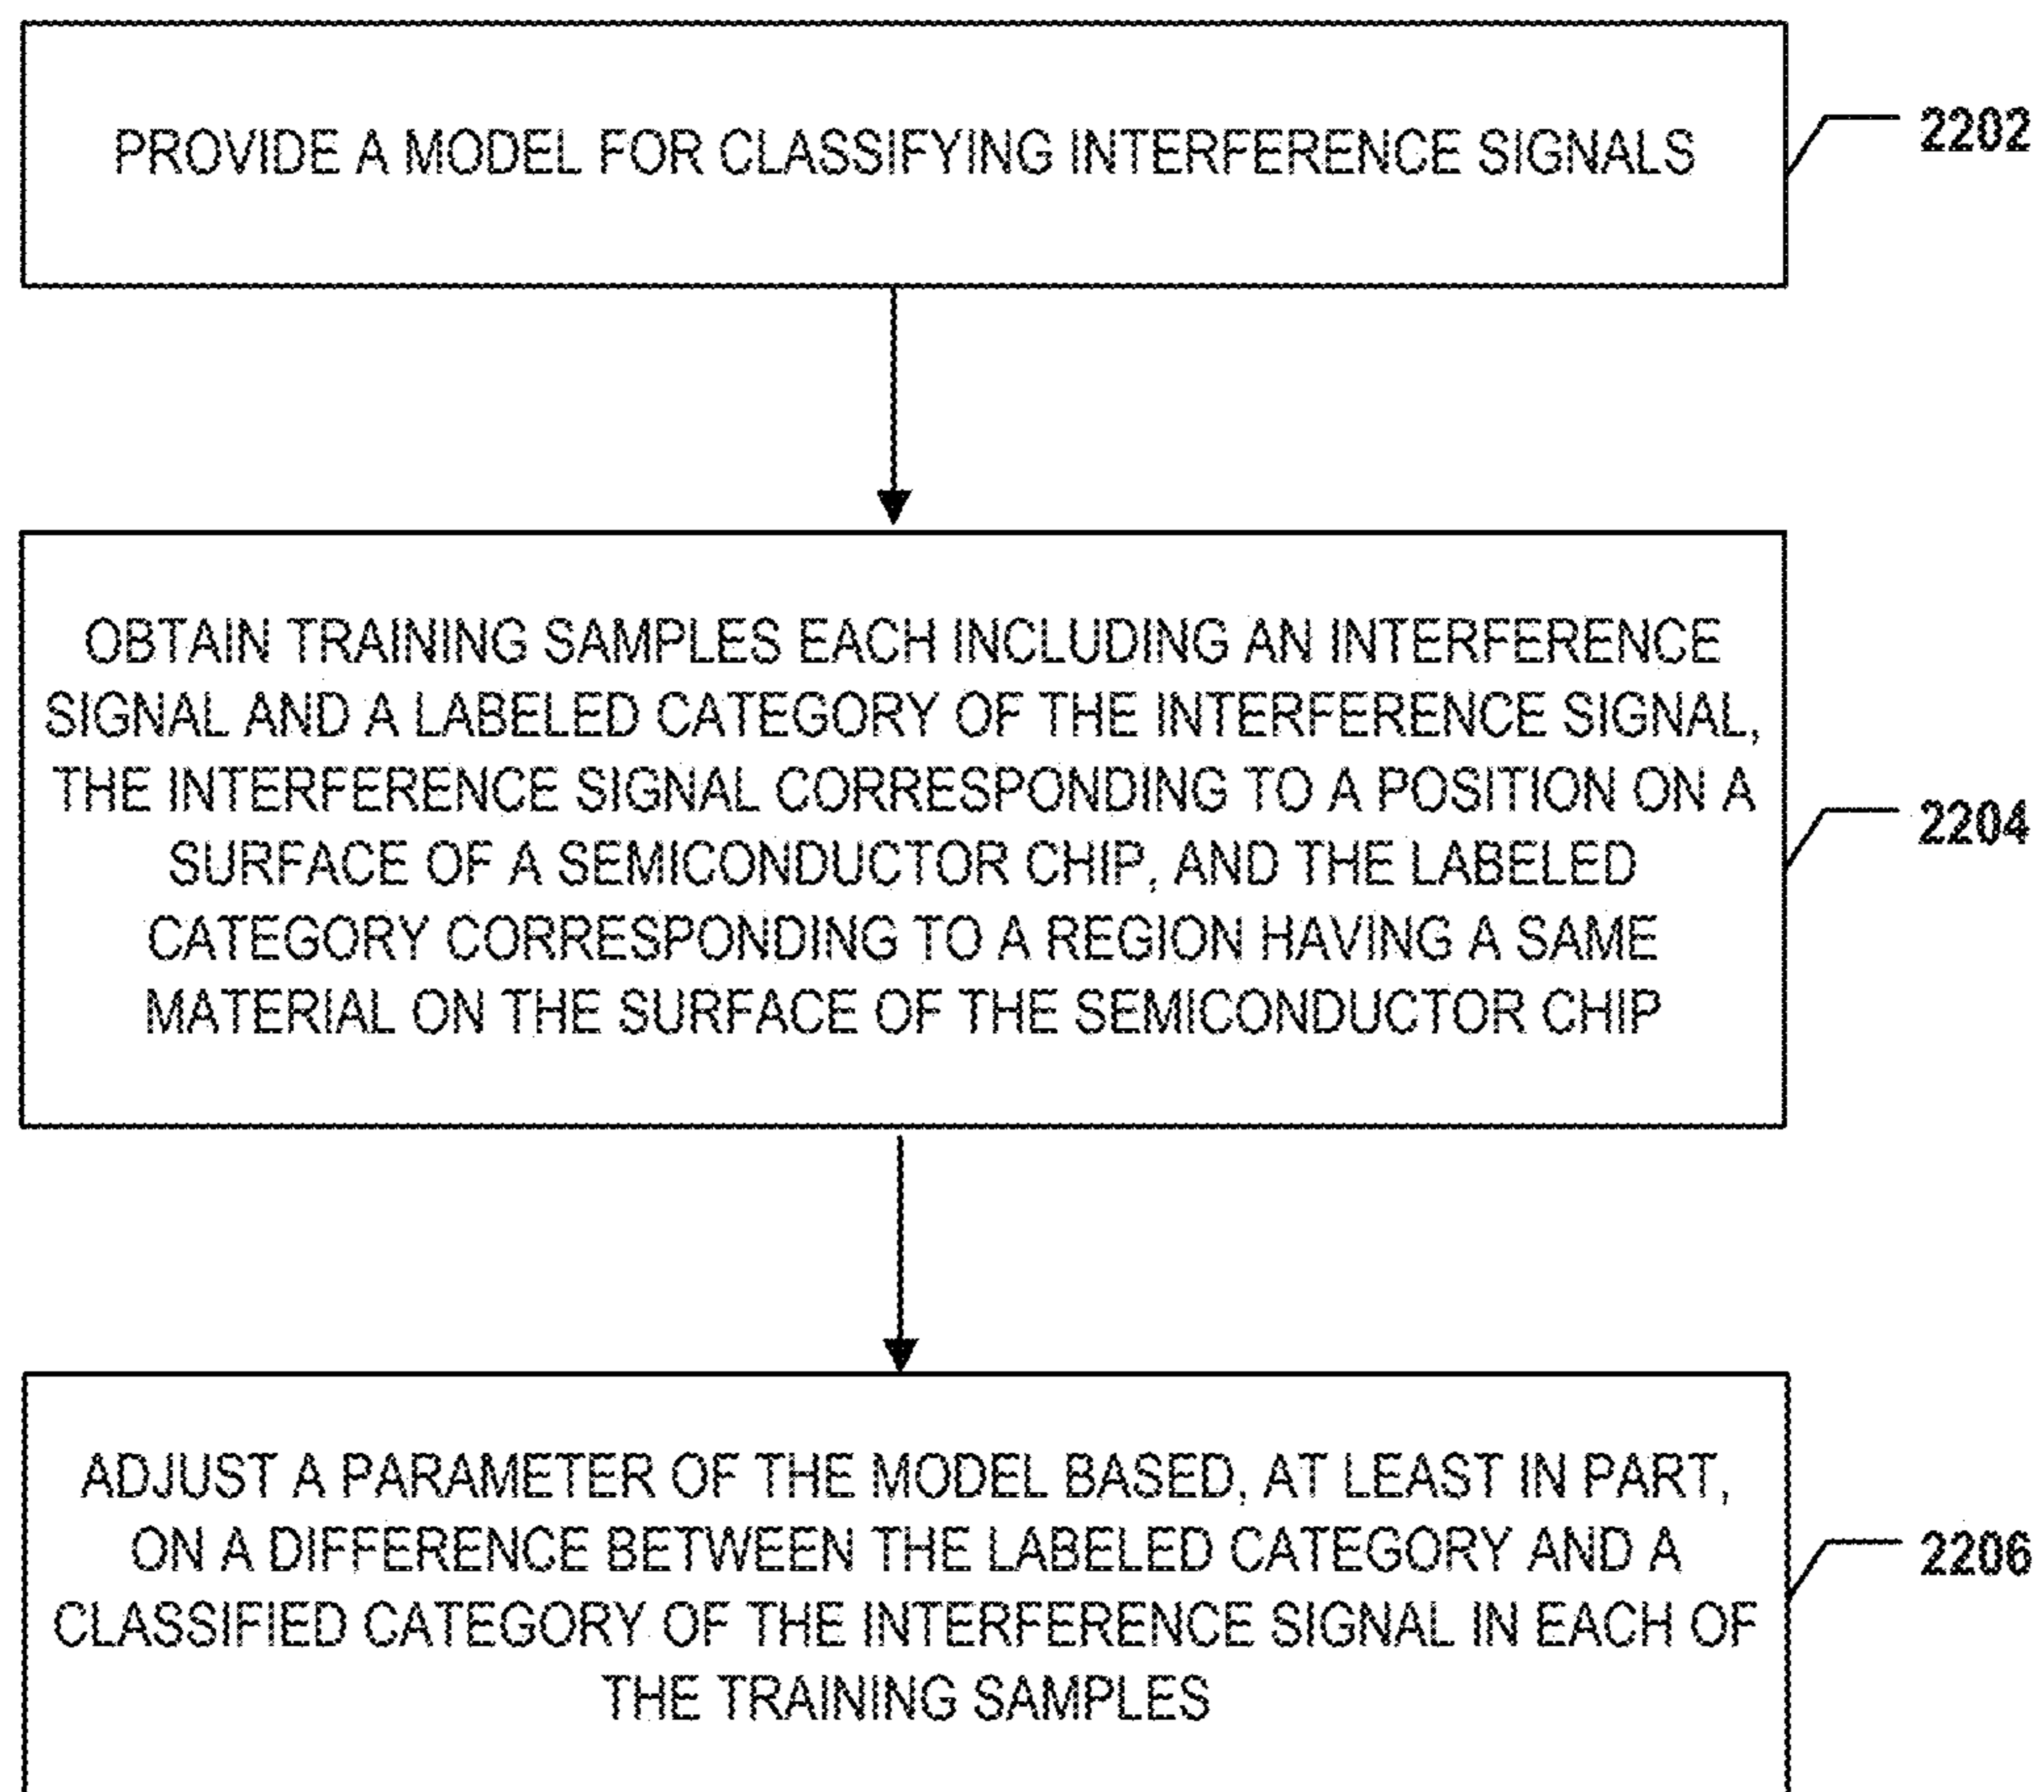 PROVIDE A MODEL FOR CLASSIFYING INTERFERENCE SIGNALS
2202
OBTAIN TRAINING SAMPLES EACH INCLUDING AN INTERFERENCE
SIGNAL AND A LABELED CATEGORY OF THE INTERFERENCE SIGNAL,
THE INTERFERENCE SIGNAL CORRESPONDING TO A POSITION ON A
SURFACE OF A SEMICONDUCTOR CHIP, AND THE LABELED
CATEGORY CORRESPONDING TO A REGION HAVING A SAME
MATERIAL ON THE SURFACE OF THE SEMICONDUCTOR CHIP
2204
ADJUST A PARAMETER OF THE MODEL BASED, AT LEAST IN PART,
ON A DIFFERENCE BETWEEN THE LABELED CATEGORY AND A
CLASSIFIED CATEGORY OF THE INTERFERENCE SIGNAL IN EACH OF
THE TRAINING SAMPLES
2206